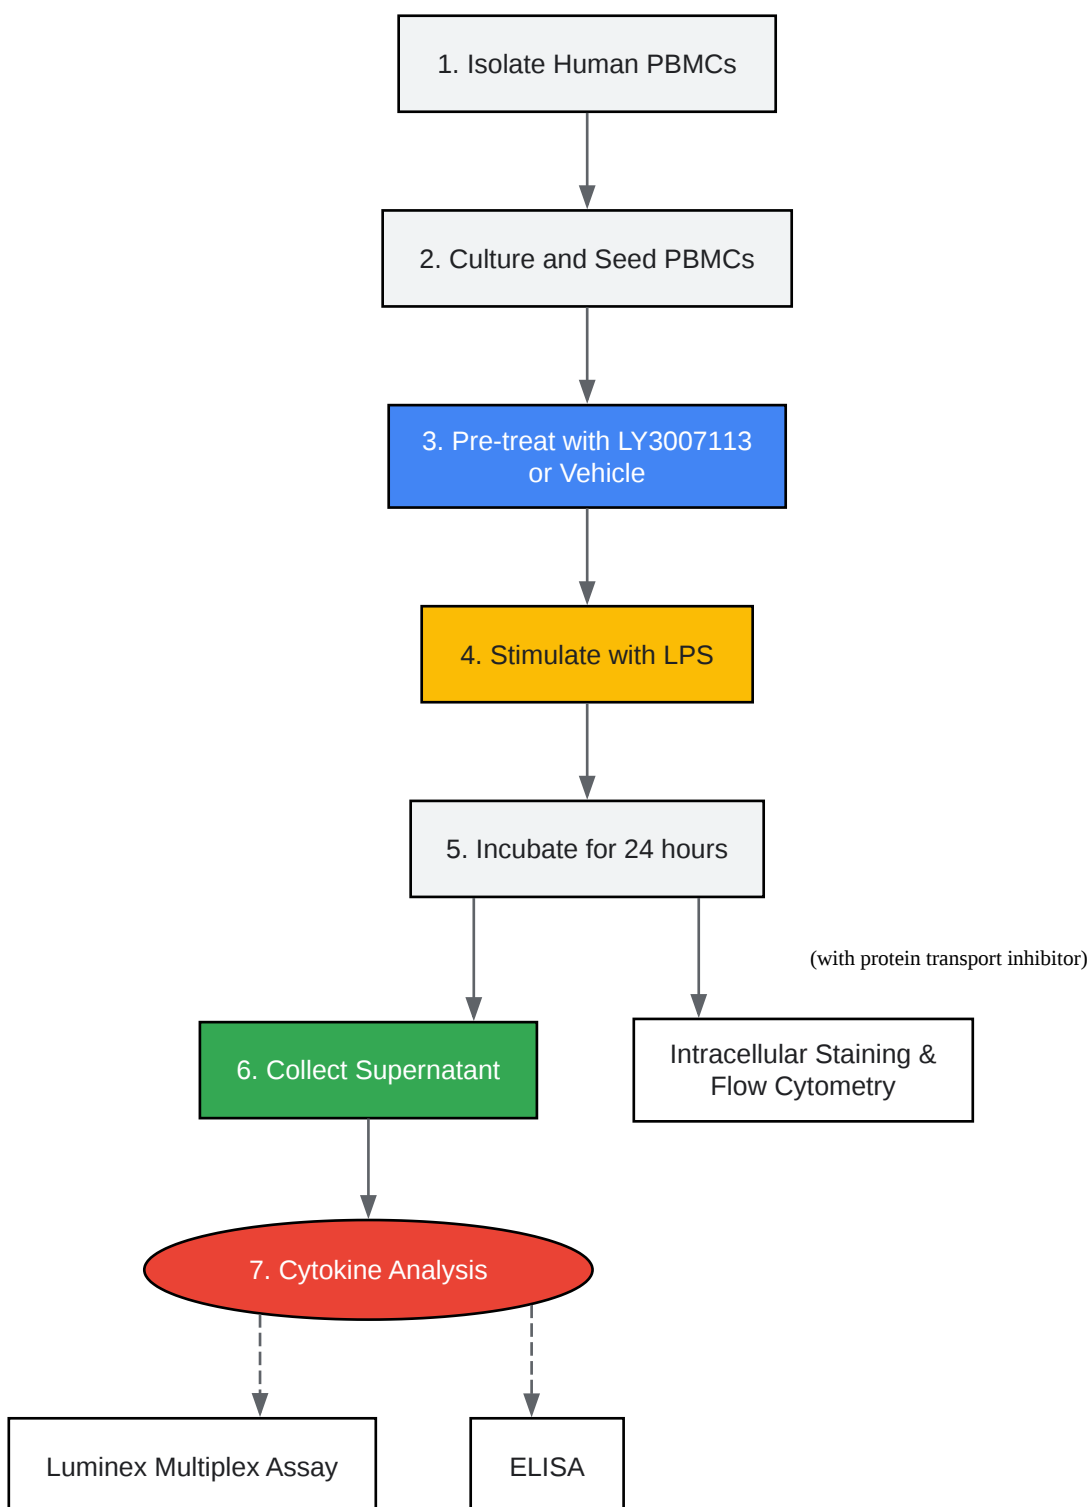 1. Isolate Human PBMCs
2. Culture and Seed PBMCs
3. Pre-treat with LY3007113
or Vehicle
4. Stimulate with LPS
5. Incubate for 24 hours
(with protein transport inhibitor)
6. Collect Supernatant
Intracellular Staining &
Flow Cytometry
7. Cytokine Analysis
Luminex Multiplex Assay
ELISA